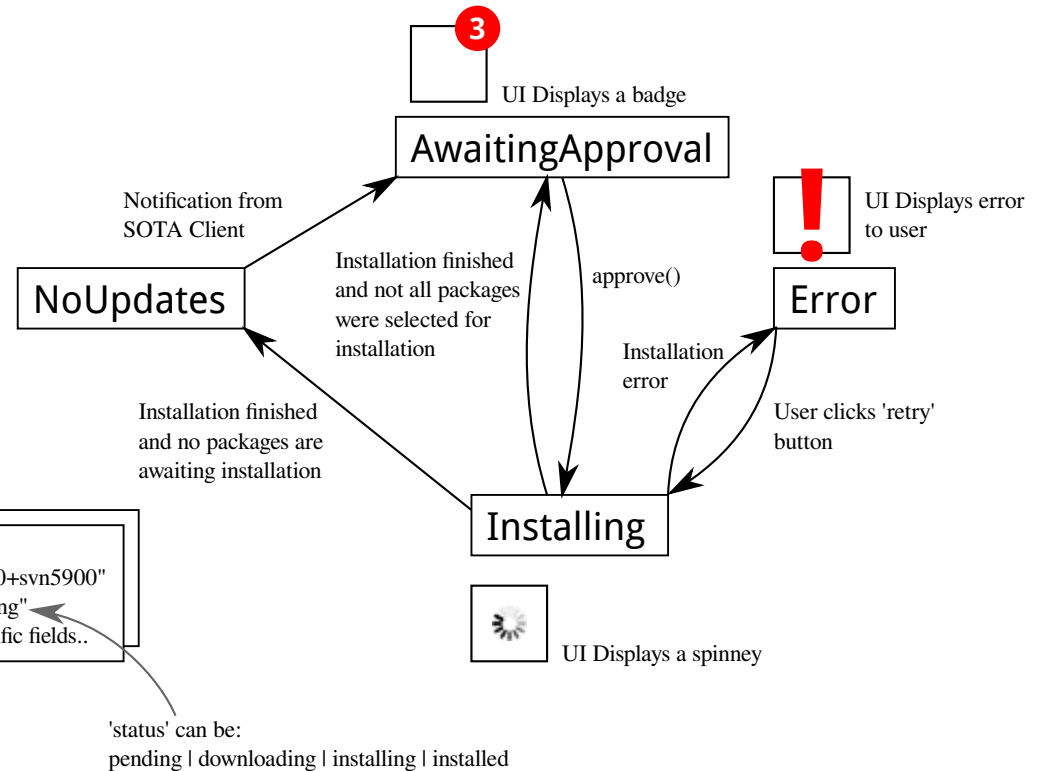 3
UI Displays a badge
AwaitingApproval
Notification from
SOTA Client
!
UI Displays error
to user
Installation finished
and not all packages
were selected for
installation
approve()
NoUpdates
Error
Installation
error
Installation finished
and no packages are
awaiting installation
User clicks 'retry'
button
Installing
0+svn5900"
ng"
fic fields..
UI Displays a spinney
'status' can be:
pending | downloading | installing | installed